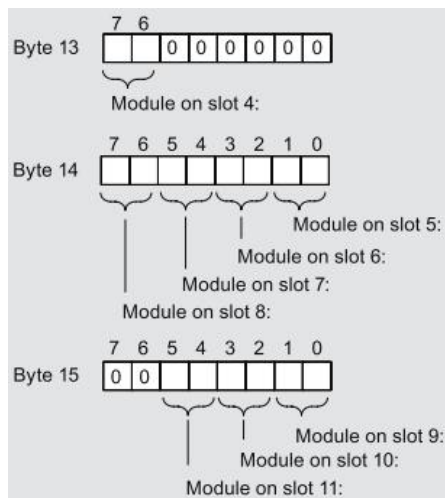 7 6
Byte 13 0 0 0 0 0 0
Module on slot 4:
7 6 5 4 3 2 1 0
Byte 14
Module on slot 5:
Module on slot 6:
Module on slot 7:
Module on slot 8:
7 6 5 4 3 2 1 0
Byte 15 0 0
Module on slot 9:
Module on slot 10:
Module on slot 11: